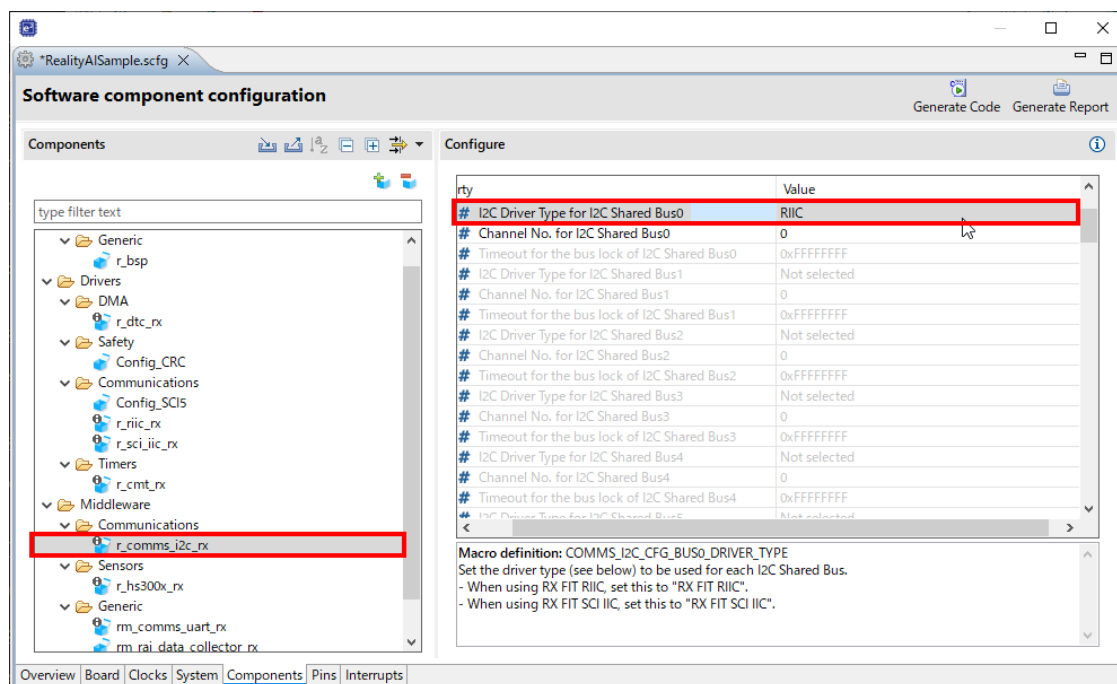 *RealityAISample.scfg
Software component configuration
Generate Code Generate Report
Components
Configure
type filter text
Generic
r_bsp
Drivers
DMA
r_dtc_rx
Safety
Config_CRC
Communications
Config_SCI5
r_riic_rx
r_sci_iic_rx
Timers
r_cmt_rx
Middleware
Communications
r_comms_i2c_rx
Sensors
r_hs300x_rx
Generic
rm_comms_uart_rx
rm_rai_data_collector_rx
rty Value
# I2C Driver Type for I2C Shared Bus0 RIIC
# Channel No. for I2C Shared Bus0 0
# Timeout for the bus lock of I2C Shared Bus0 0xFFFFFFFF
# I2C Driver Type for I2C Shared Bus1 Not selected
# Channel No. for I2C Shared Bus1 0
# Timeout for the bus lock of I2C Shared Bus1 0xFFFFFFFF
# I2C Driver Type for I2C Shared Bus2 Not selected
# Channel No. for I2C Shared Bus2 0
# Timeout for the bus lock of I2C Shared Bus2 0xFFFFFFFF
# I2C Driver Type for I2C Shared Bus3 Not selected
# Channel No. for I2C Shared Bus3 0
# Timeout for the bus lock of I2C Shared Bus3 0xFFFFFFFF
# I2C Driver Type for I2C Shared Bus4 Not selected
# Channel No. for I2C Shared Bus4 0
# Timeout for the bus lock of I2C Shared Bus4 0xFFFFFFFF
# I2C Driver Type for I2C Shared Bus5 Not selected
Macro definition: COMMS_I2C_CFG_BUS0_DRIVER_TYPE
Set the driver type (see below) to be used for each I2C Shared Bus.
- When using RX FIT RIIC, set this to "RX FIT RIIC".
- When using RX FIT SCI IIC, set this to "RX FIT SCI IIC".
Overview Board Clocks System Components Pins Interrupts